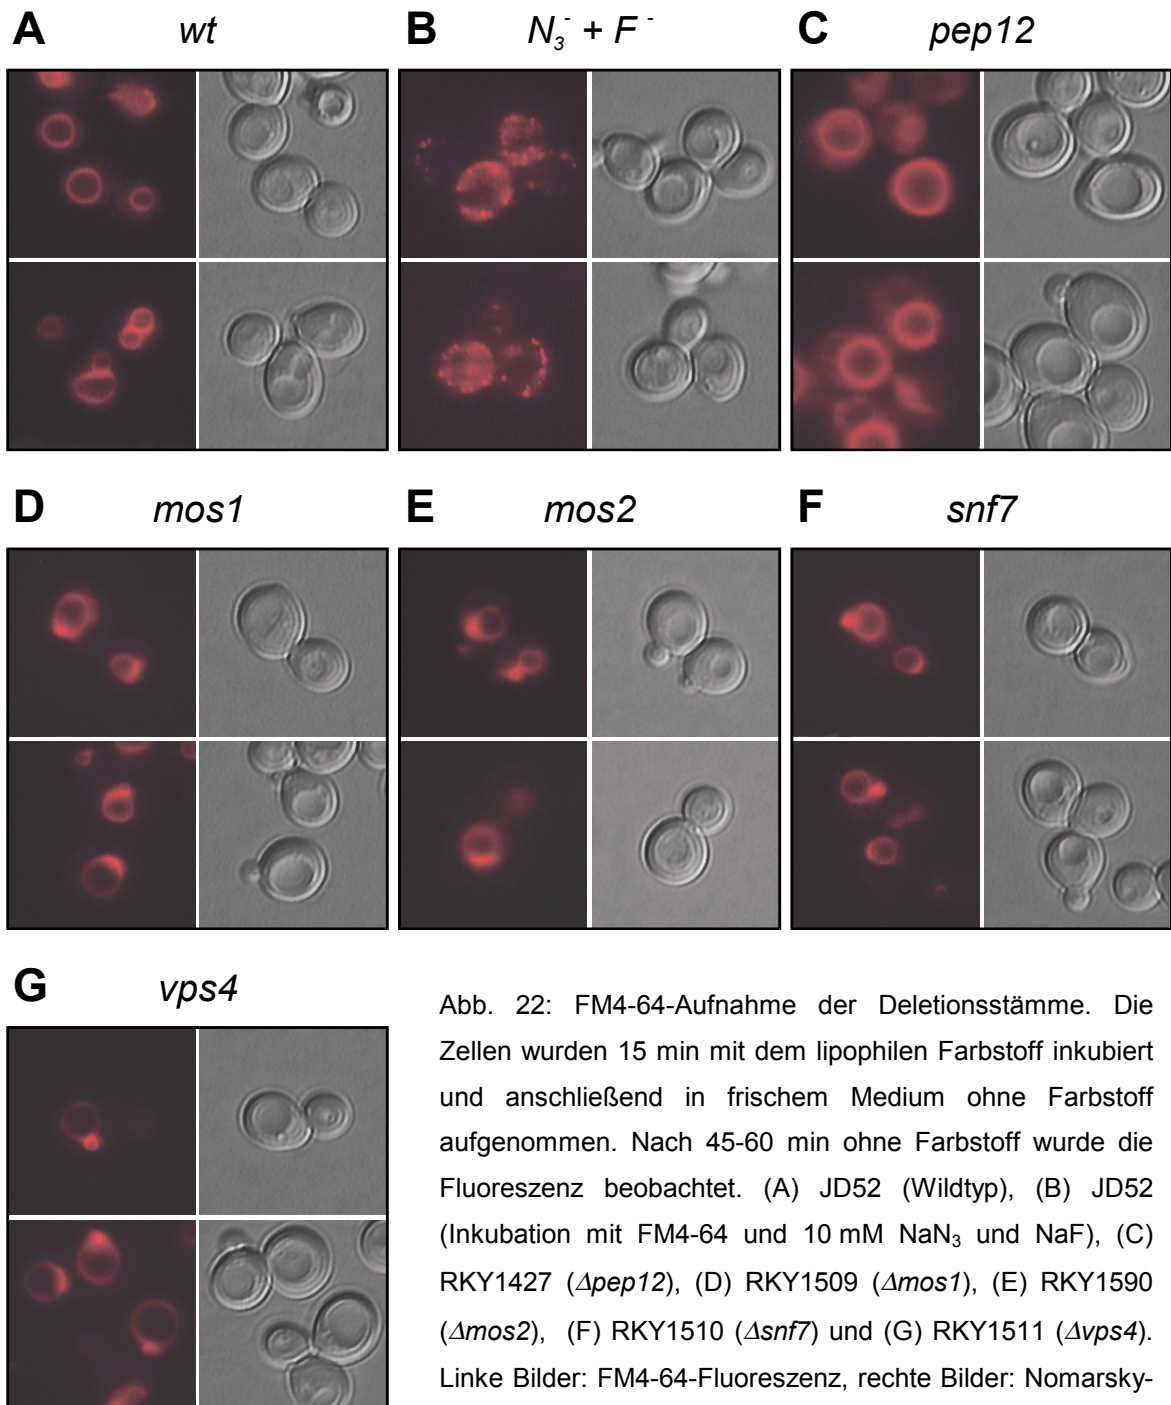 A wt
B N₃⁻ + F⁻
C pep12
D mos1
E mos2
F snf7
G vps4
Abb. 22: FM4-64-Aufnahme der Deletionsstämme. Die
Zellen wurden 15 min mit dem lipophilen Farbstoff inkubiert
und anschließend in frischem Medium ohne Farbstoff
aufgenommen. Nach 45-60 min ohne Farbstoff wurde die
Fluoreszenz beobachtet. (A) JD52 (Wildtyp), (B) JD52
(Inkubation mit FM4-64 und 10 mM NaN₃ und NaF), (C)
RKY1427 (Δpep12), (D) RKY1509 (Δmos1), (E) RKY1590
(Δmos2), (F) RKY1510 (Δsnf7) und (G) RKY1511 (Δvps4).
Linke Bilder: FM4-64-Fluoreszenz, rechte Bilder: Nomarsky-